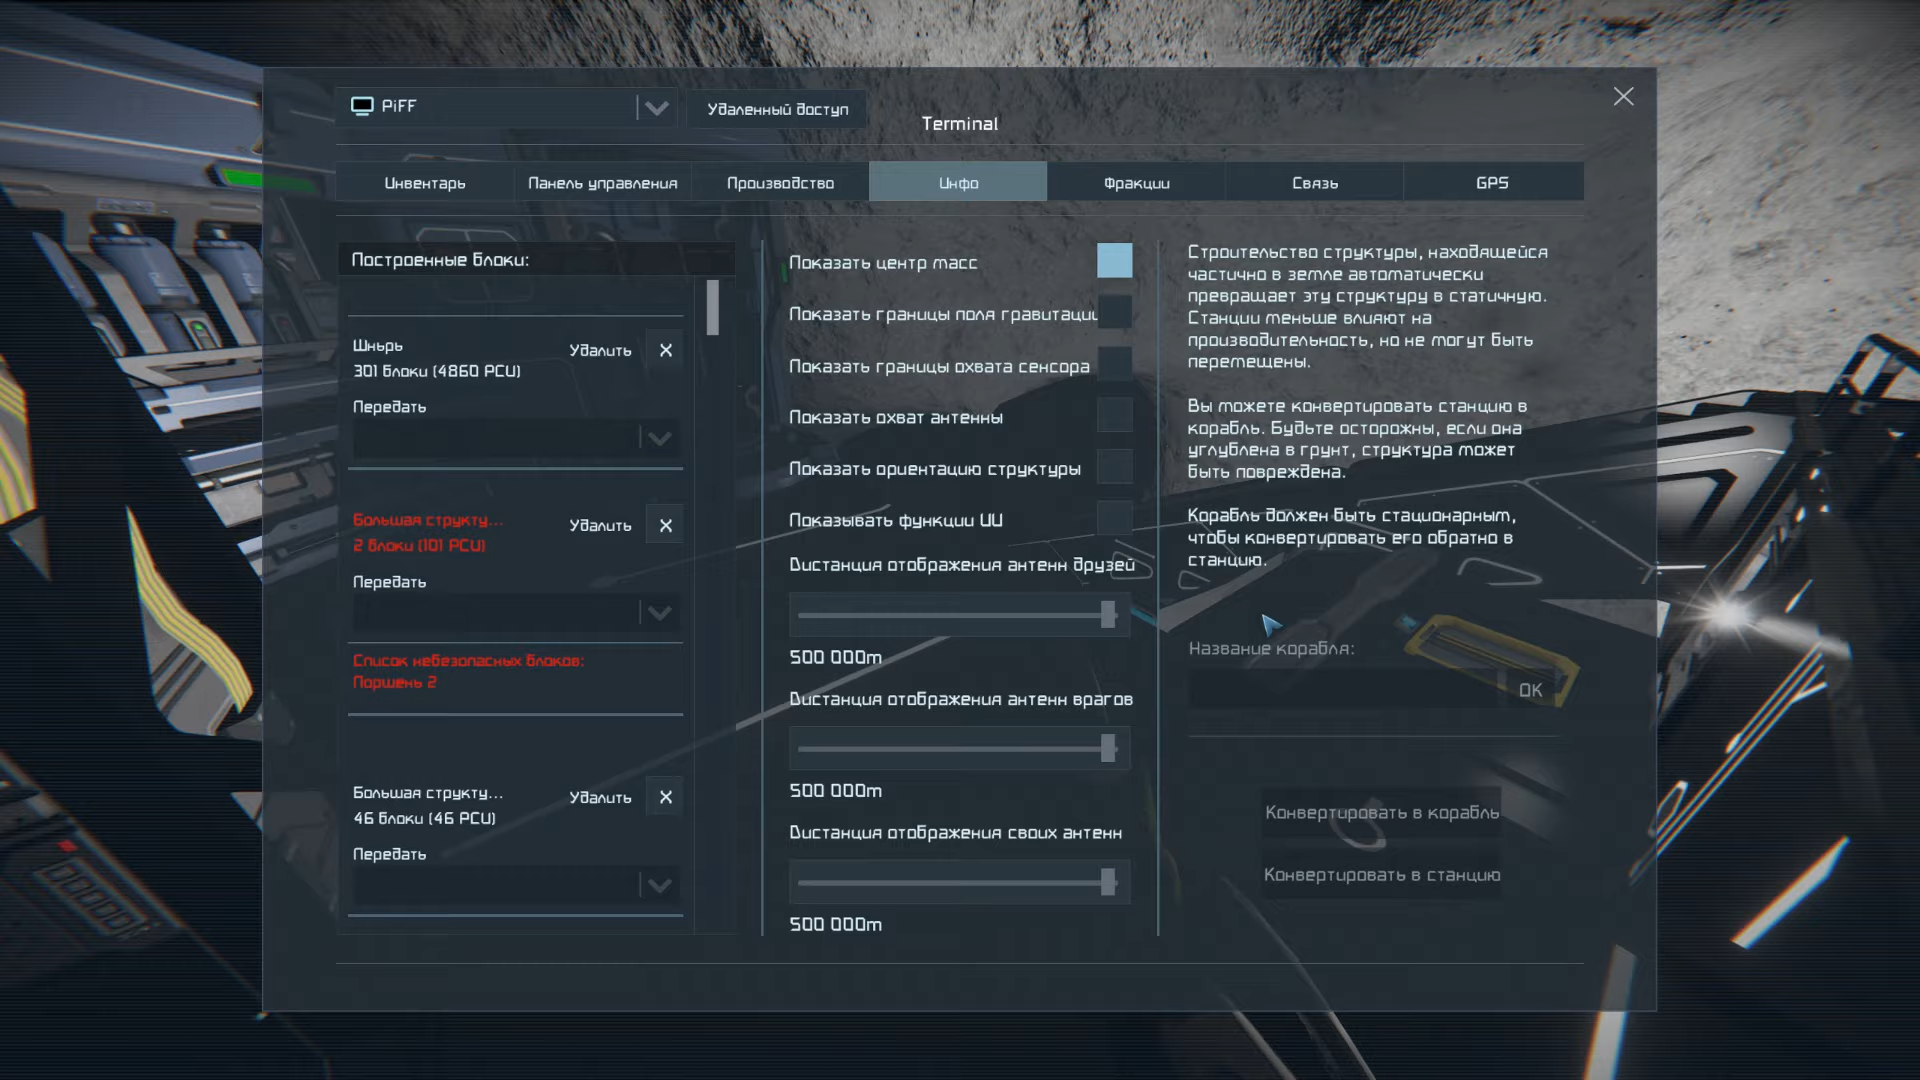 PiFF
Удаленный доступ
Terminal
Инвентарь
Панель управления
Производство
Инфо
Фракции
Связь
GPS
Построенные блоки:
Шнырь
Удалить
301 блоки (4860 PCU)
Передать
Большая структу...
Удалить
2 блоки (101 PCU)
Передать
Список небезопасных блоков:
Поршень 2
Большая структу...
Удалить
46 блоки (46 PCU)
Передать
Показать центр масс
Показать границы поля гравитации
Показать границы охвата сенсора
Показать охват антенны
Показать ориентацию структуры
Показывать функции ИИ
Дистанция отображения антенн друзей
500 000m
Дистанция отображения антенн врагов
500 000m
Дистанция отображения своих антенн
500 000m
Строительство структуры, находящейся
частично в земле автоматически
превращает эту структуру в статичную.
Станции меньше влияют на
производительность, но не могут быть
перемещены.
Вы можете конвертировать станцию в
корабль. Будьте осторожны, если она
углублена в грунт, структура может
быть повреждена.
Корабль должен быть стационарным,
чтобы конвертировать его обратно в
станцию.
Название корабля:
OK
Конвертировать в корабль
Конвертировать в станцию